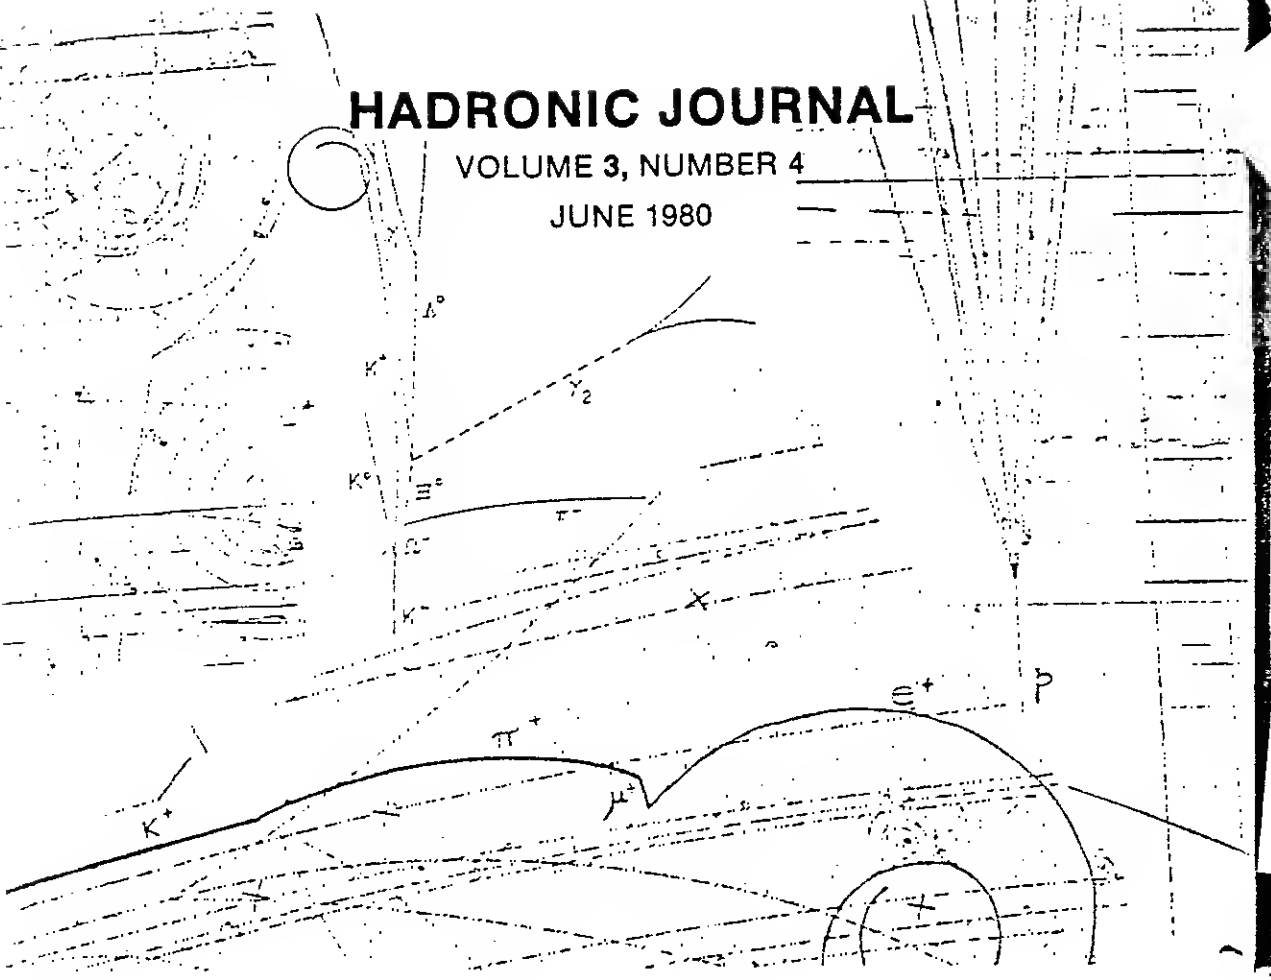 HADRONIC JOURNAL
VOLUME 3, NUMBER 4
JUNE 1980
Λ°
K⁺
γ₂
K°
Ξ°
π⁻
Ω⁻
K⁻
p
e⁺
π⁺
μ⁺
K⁺